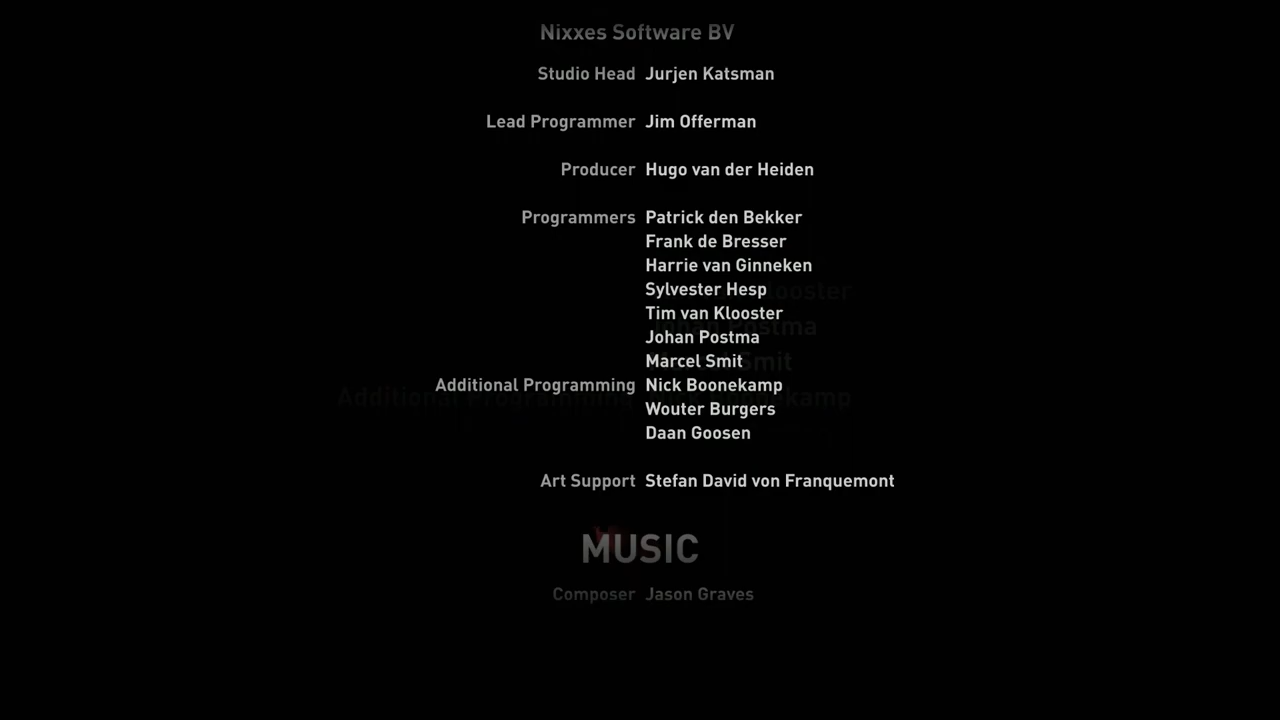 Nixxes Software BV
Studio Head Jurjen Katsman
Lead Programmer Jim Offerman
Producer Hugo van der Heiden
Programmers Patrick den Bekker
Frank de Bresser
Harrie van Ginneken
Sylvester Hesp
Tim van Klooster
Johan Postma
Marcel Smit
Additional Programming Nick Boonekamp
Wouter Burgers
Daan Goosen
Art Support Stefan David von Franquemont
MUSIC
Composer Jason Graves